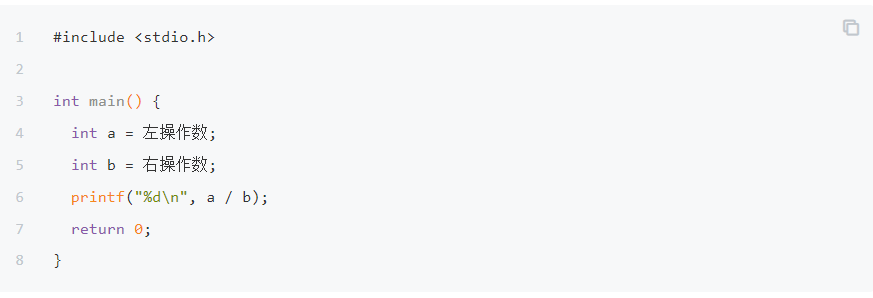 1 #include <stdio.h>
2
3 int main() {
4   int a = 左操作数;
5   int b = 右操作数;
6   printf("%d\n", a / b);
7   return 0;
8 }